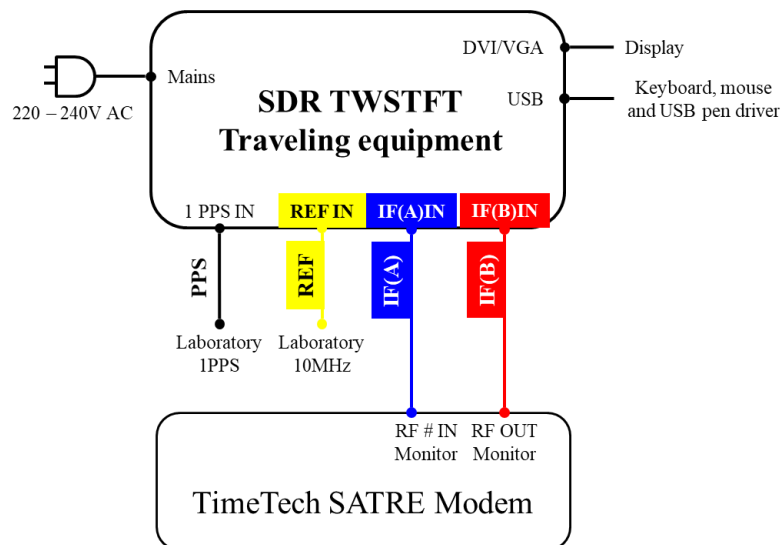 DVI/VGA
Display
Mains
SDR TWSTFT
Traveling equipment
USB
Keyboard, mouse
and USB pen driver
220 – 240V AC
1 PPS IN
REF IN
IF(A)IN
IF(B)IN
PPS
REF
IF(A)
IF(B)
Laboratory
1PPS
Laboratory
10MHz
RF # IN
Monitor
RF OUT
Monitor
TimeTech SATRE Modem